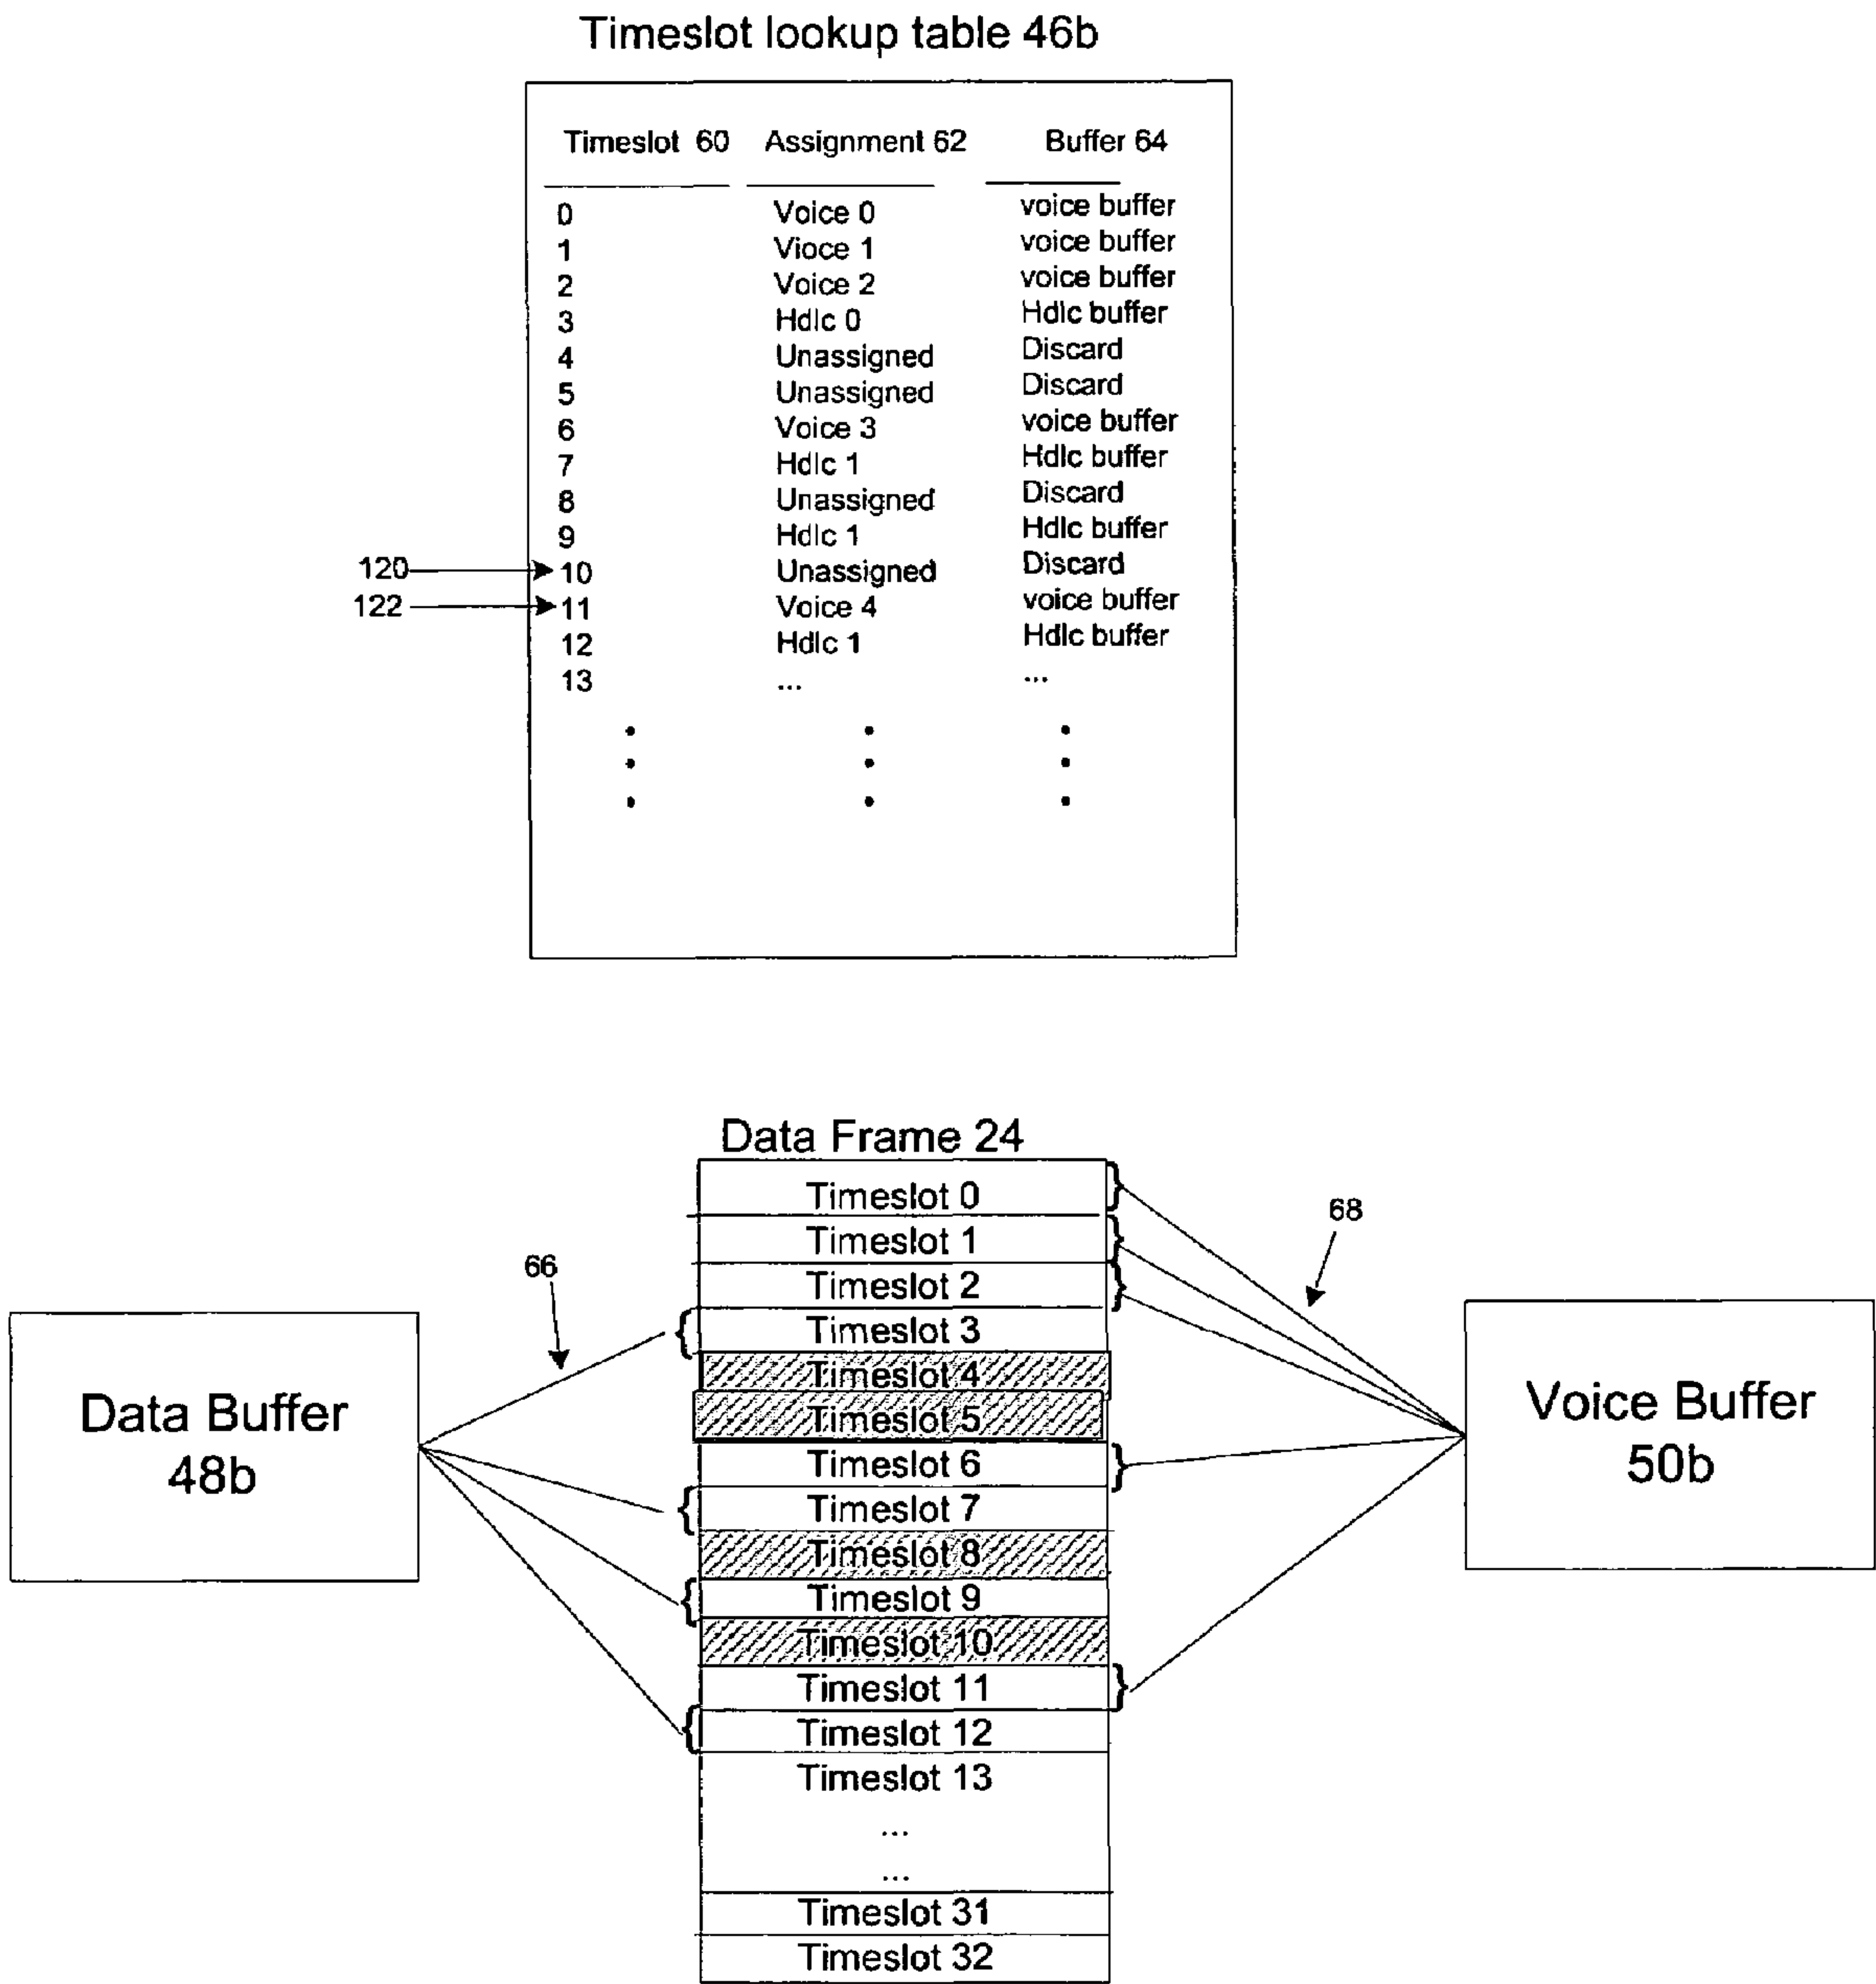 Timeslot lookup table 46b
Timeslot 60 Assignment 62 Buffer 64
0 Voice 0 voice buffer
1 Vioce 1 voice buffer
2 Voice 2 voice buffer
3 Hdlc 0 Hdlc buffer
4 Unassigned Discard
5 Unassigned Discard
6 Voice 3 voice buffer
7 Hdlc 1 Hdlc buffer
8 Unassigned Discard
9 Hdlc 1 Hdlc buffer
120 10 Unassigned Discard
122 11 Voice 4 voice buffer
12 Hdlc 1 Hdlc buffer
13 ... ...
Data Frame 24
Timeslot 0
Timeslot 1
Timeslot 2
Timeslot 3
Timeslot 4
Timeslot 5
Timeslot 6
Timeslot 7
Timeslot 8
Timeslot 9
Timeslot 10
Timeslot 11
Timeslot 12
Timeslot 13
...
...
Timeslot 31
Timeslot 32
66
68
Data Buffer
48b
Voice Buffer
50b